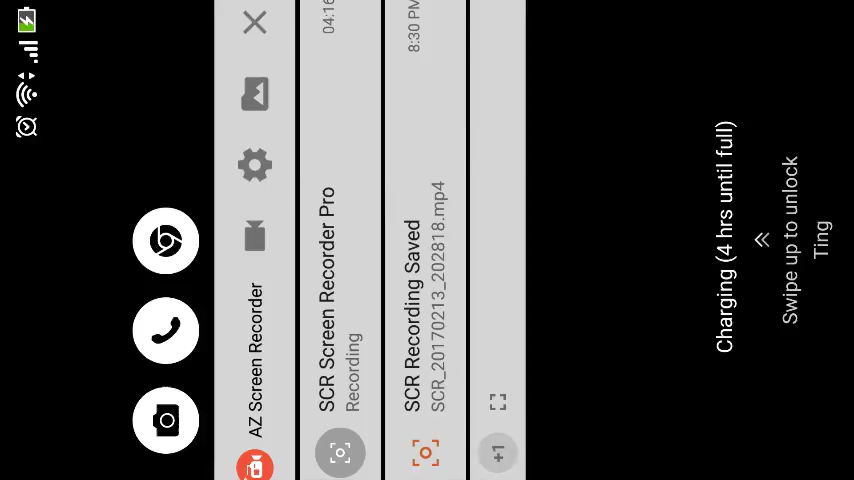 AZ Screen Recorder
SCR Screen Recorder Pro
04:16
Recording
SCR Recording Saved
8:30 PM
SCR_20170213_202818.mp4
+1
Charging (4 hrs until full)
Swipe up to unlock
Ting